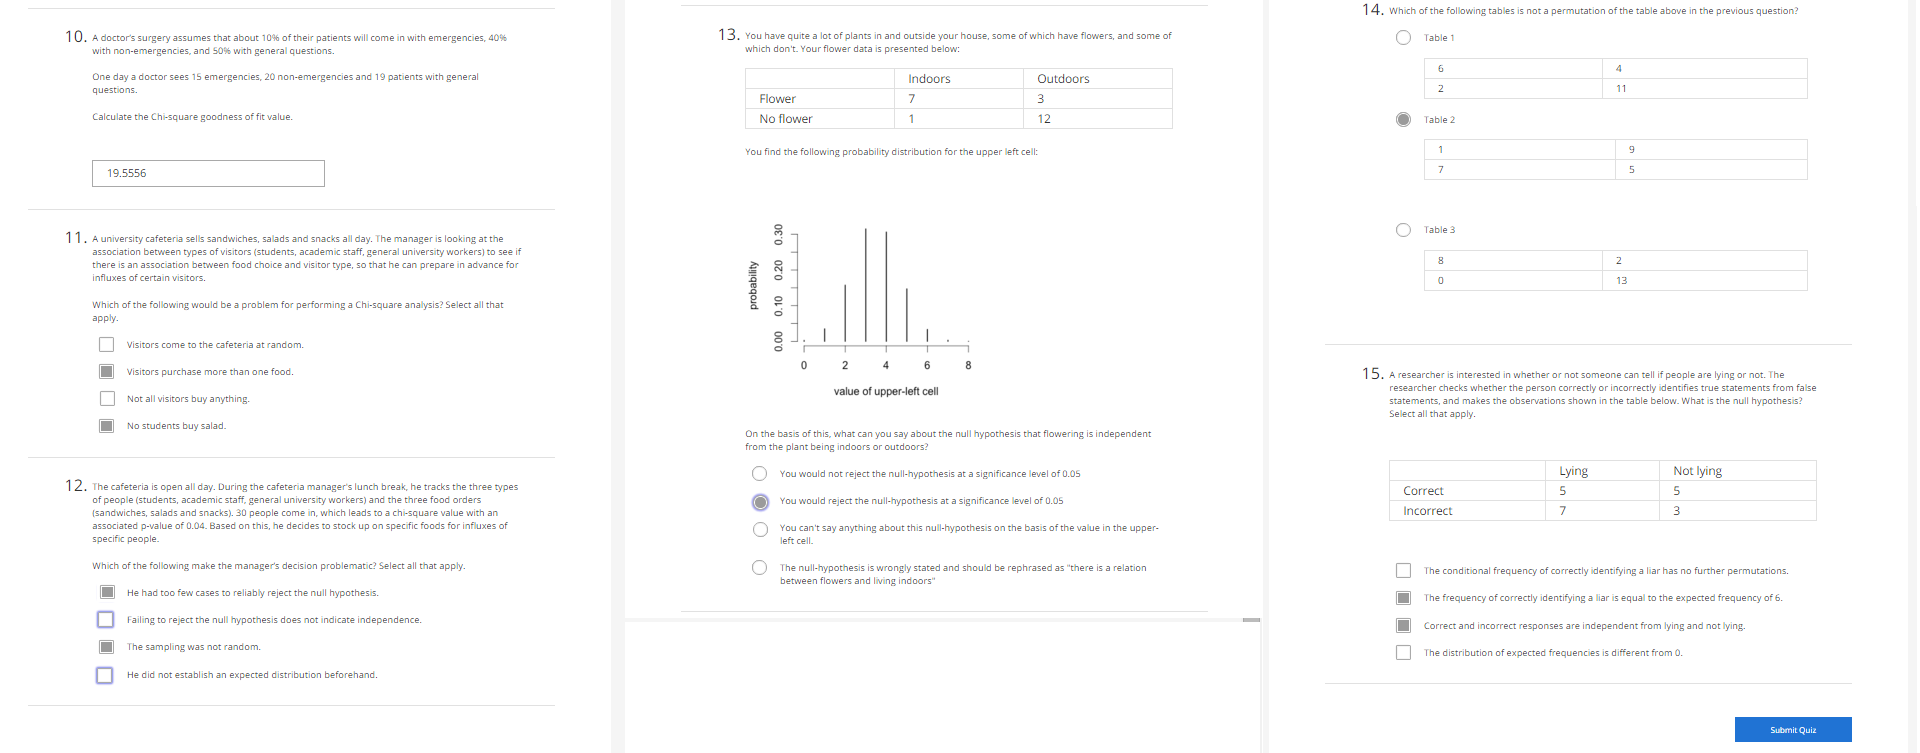 10. A doctor's surgery assumes that about 10% of their patients will come in with emergencies, 40%
with non-emergencies, and 50% with general questions.
One day a doctor sees 15 emergencies, 20 non-emergencies and 19 patients with general
questions.
Calculate the Chi-square goodness of fit value.
19.5556
11. A university cafeteria sells sandwiches, salads and snacks all day. The manager is looking at the
association between types of visitors (students, academic staff, general university workers) to see if
there is an association between food choice and visitor type, so that he can prepare in advance for
influxes of certain visitors.
Which of the following would be a problem for performing a Chi-square analysis? Select all that
apply.
Visitors come to the cafeteria at random.
Visitors purchase more than one food.
Not all visitors buy anything.
No students buy salad.
12. The cafeteria is open all day. During the cafeteria manager's lunch break, he tracks the three types
of people (students, academic staff, general university workers) and the three food orders
(sandwiches, salads and snacks). 30 people come in, which leads to a chi-square value with an
associated p-value of 0.04. Based on this, he decides to stock up on specific foods for influxes of
specific people.
Which of the following make the manager's decision problematic? Select all that apply.
He had too few cases to reliably reject the null hypothesis.
Failing to reject the null hypothesis does not indicate independence.
The sampling was not random.
He did not establish an expected distribution beforehand.
13. You have quite a lot of plants in and outside your house, some of which have flowers, and some of
which don't. Your flower data is presented below:
Indoors Outdoors
Flower 7 3
No flower 1 12
You find the following probability distribution for the upper left cell:
probability
0.30
0.20
0.10
0.00
0 2 4 6 8
value of upper-left cell
On the basis of this, what can you say about the null hypothesis that flowering is independent
from the plant being indoors or outdoors?
You would not reject the null-hypothesis at a significance level of 0.05
You would reject the null-hypothesis at a significance level of 0.05
You can't say anything about this null-hypothesis on the basis of the value in the upper-
left cell.
The null-hypothesis is wrongly stated and should be rephrased as "there is a relation
between flowers and living indoors"
14. Which of the following tables is not a permutation of the table above in the previous question?
Table 1
6 4
2 11
Table 2
1 9
7 5
Table 3
8 2
0 13
15. A researcher is interested in whether or not someone can tell if people are lying or not. The
researcher checks whether the person correctly or incorrectly identifies true statements from false
statements, and makes the observations shown in the table below. What is the null hypothesis?
Select all that apply.
Lying Not lying
Correct 5 5
Incorrect 7 3
The conditional frequency of correctly identifying a liar has no further permutations.
The frequency of correctly identifying a liar is equal to the expected frequency of 6.
Correct and incorrect responses are independent from lying and not lying.
The distribution of expected frequencies is different from 0.
Submit Quiz